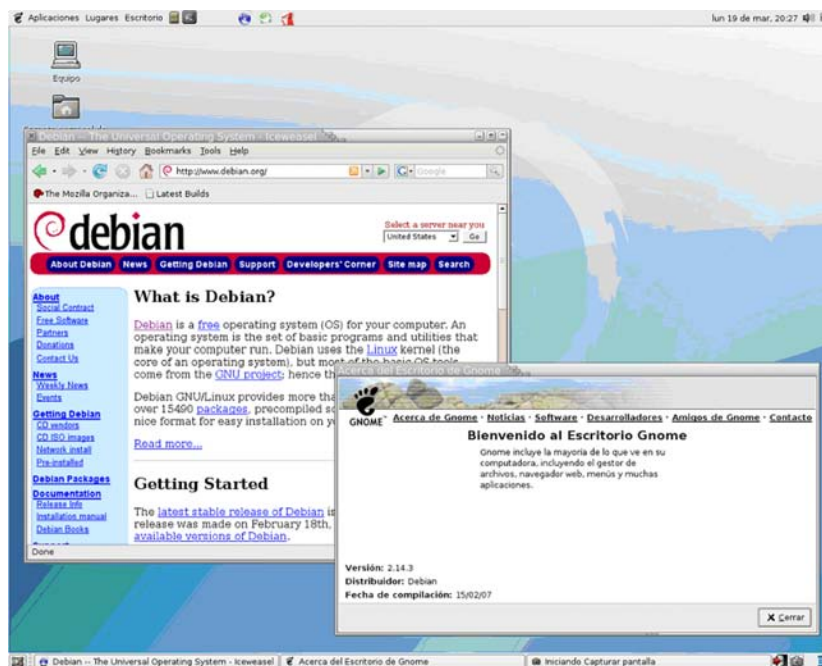 Aplicaciones Lugares Escritorio
lun 19 de mar, 20:27
Equipo
Debian -- The Universal Operating System - Iceweasel
File Edit View History Bookmarks Tools Help
http://www.debian.org/
Google
The Mozilla Organiza... Latest Builds
debian
Select a server near you
United States Go
About Debian News Getting Debian Support Developers' Corner Site map Search
About
Social Contract
Free Software
Partners
Donations
Contact Us
News
Weekly News
Events
Getting Debian
CD vendors
CD ISO images
Network install
Pre-installed
Debian Packages
Documentation
Release Info
Installation manual
Debian Books
What is Debian?
Debian is a free operating system (OS) for your computer. An
operating system is the set of basic programs and utilities that
make your computer run. Debian uses the Linux kernel (the
core of an operating system), but most of the basic OS tools
come from the GNU project; hence th
Debian GNU/Linux provides more tha
over 15490 packages, precompiled so
nice format for easy installation on y
Read more...
Getting Started
The latest stable release of Debian is
release was made on February 18th,
available versions of Debian.
Done
Acerca del Escritorio de Gnome
GNOME™
Acerca de Gnome · Noticias · Software · Desarrolladores · Amigos de Gnome · Contacto
Bienvenido al Escritorio Gnome
Gnome incluye la mayoría de lo que ve en su
computadora, incluyendo el gestor de
archivos, navegador web, menús y muchas
aplicaciones.
Versión: 2.14.3
Distribuidor: Debian
Fecha de compilación: 15/02/07
Cerrar
Debian -- The Universal Operating System - Iceweasel
Acerca del Escritorio de Gnome
Iniciando Capturar pantalla